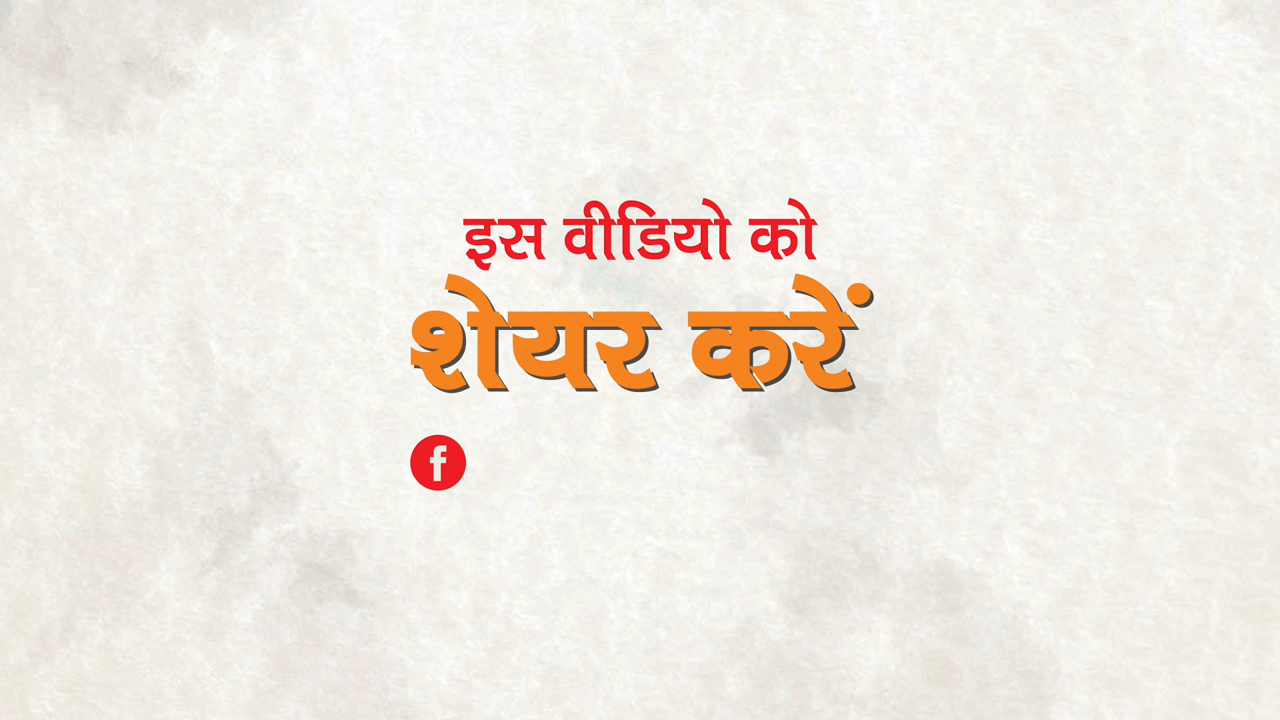 इस वीडियो को
शेयर करें
f